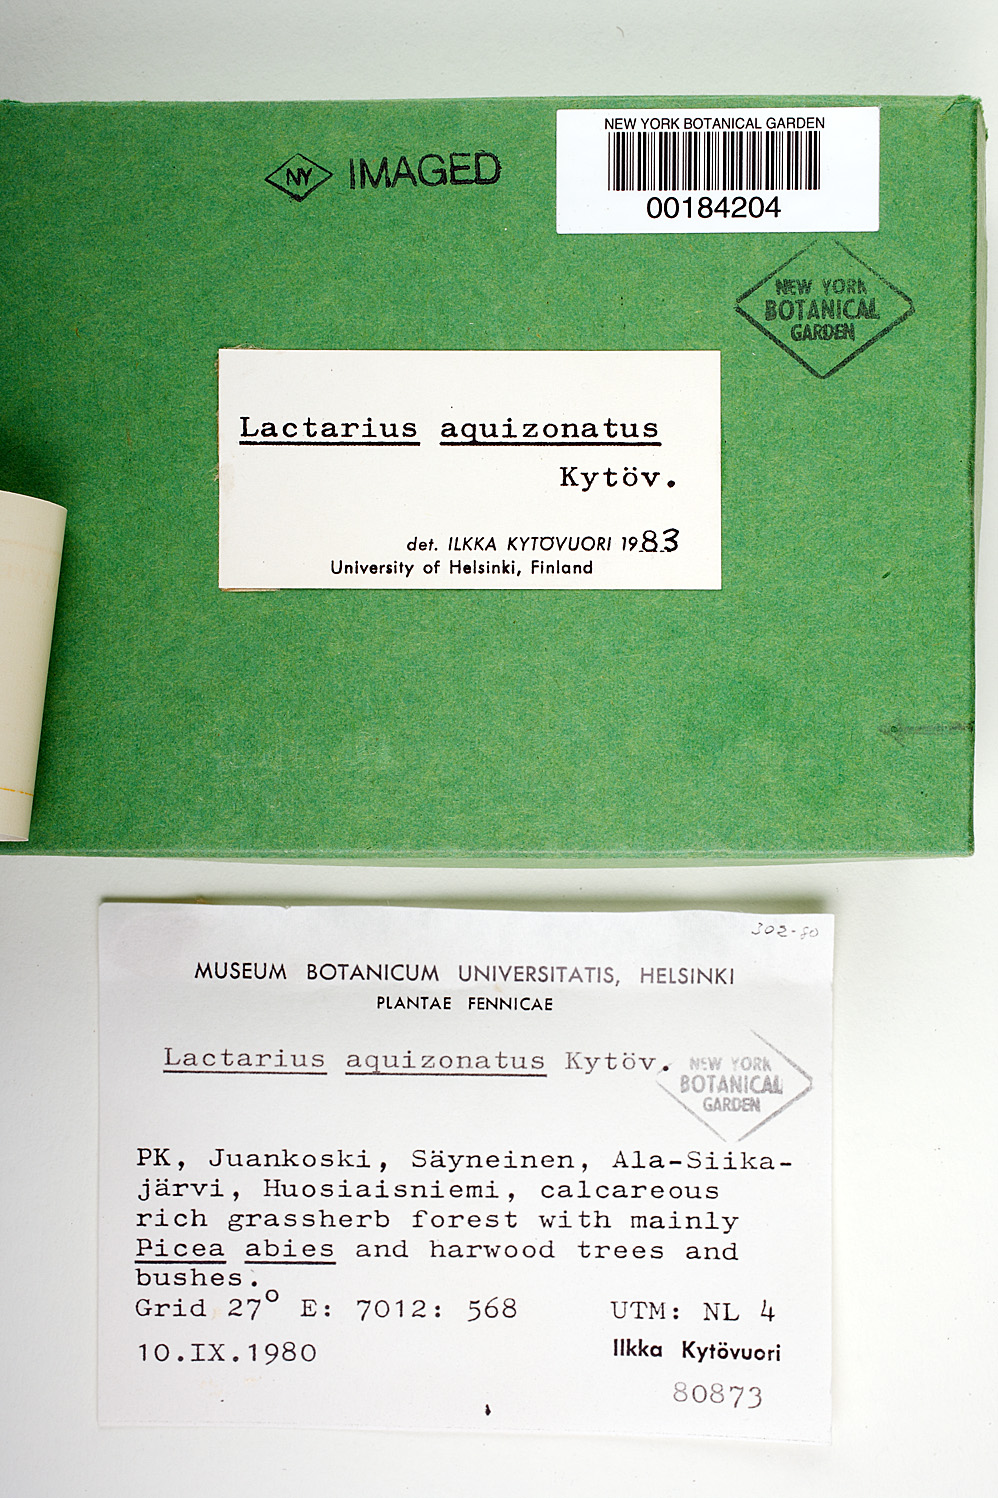 NEW YORK BOTANICAL GARDEN
00184204
NY IMAGED
NEW YORK
BOTANICAL
GARDEN
Lactarius aquizonatus
Kytöv.
det. ILKKA KYTÖVUORI 1983
University of Helsinki, Finland
302-80
MUSEUM BOTANICUM UNIVERSITATIS, HELSINKI
PLANTAE FENNICAE
Lactarius aquizonatus Kytöv.
NEW YORK
BOTANICAL
GARDEN
PK, Juankoski, Säyneinen, Ala-Siika-
järvi, Huosiaisniemi, calcareous
rich grassherb forest with mainly
Picea abies and harwood trees and
bushes.
Grid 27° E: 7012: 568 UTM: NL 4
10.IX.1980 Ilkka Kytövuori
80873